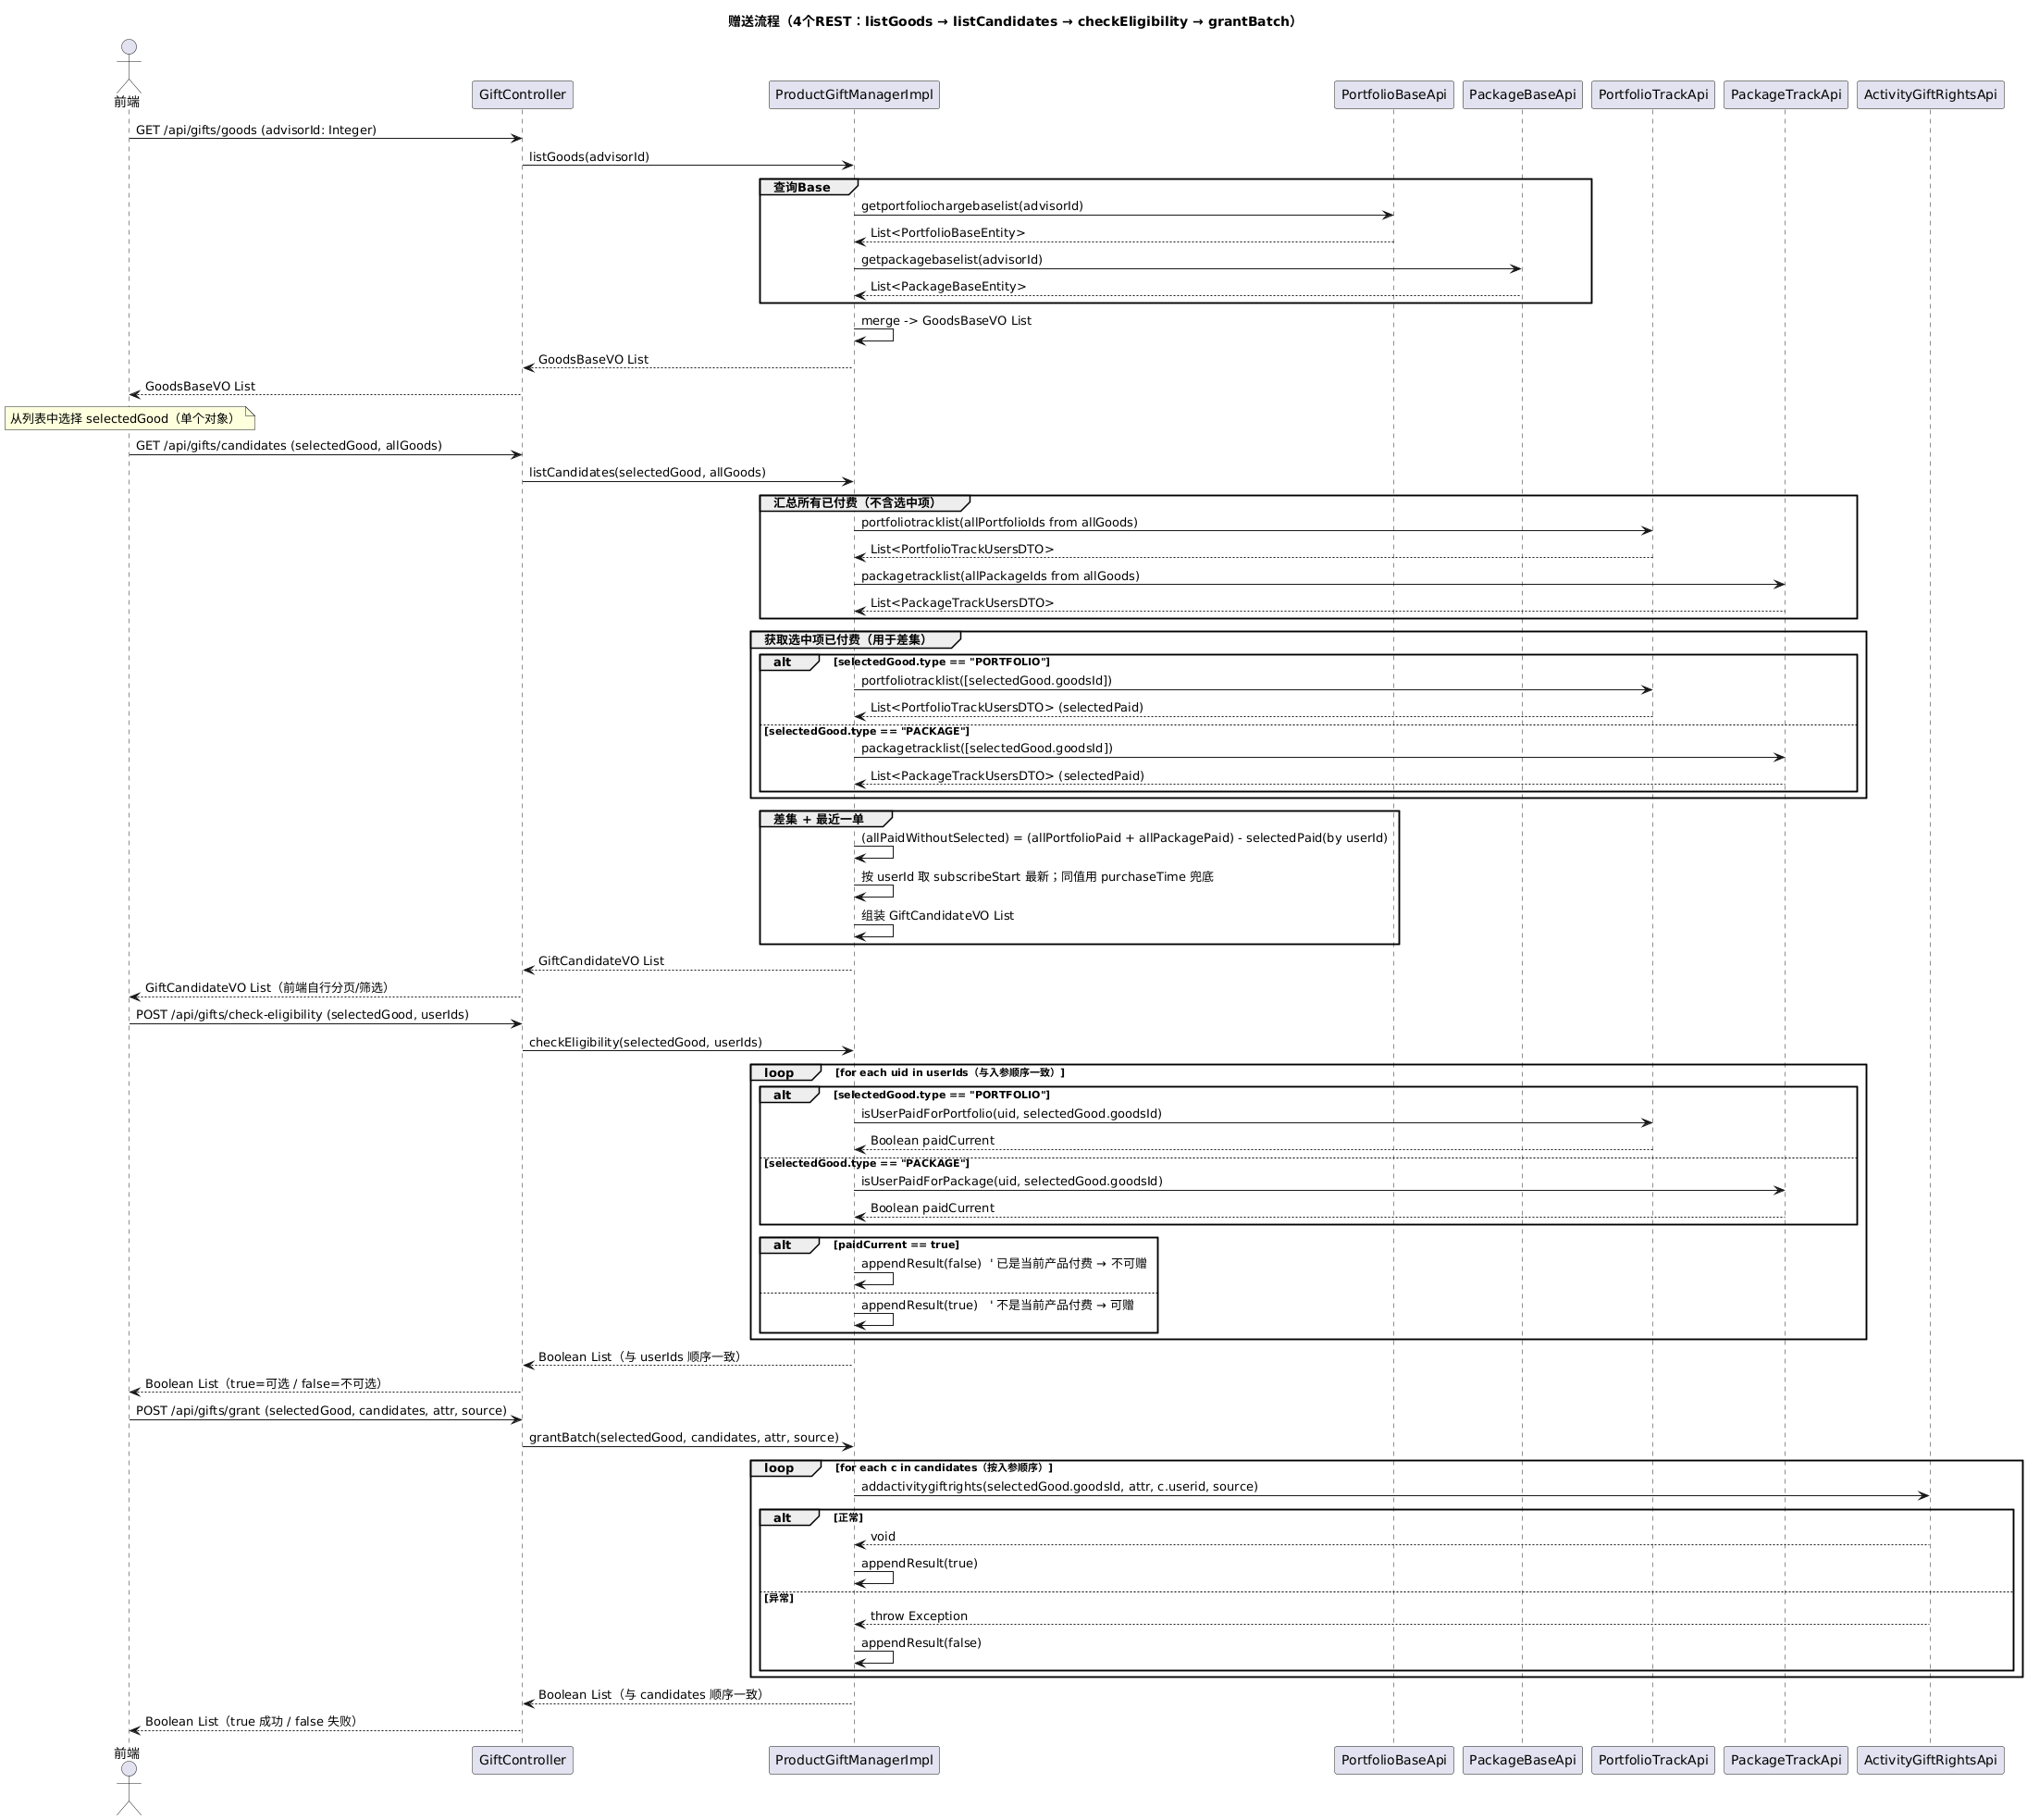 赠送流程（4个REST：listGoods → listCandidates → checkEligibility → grantBatch）
前端
GiftController
ProductGiftManagerImpl
PortfolioBaseApi
PackageBaseApi
PortfolioTrackApi
PackageTrackApi
ActivityGiftRightsApi
GET /api/gifts/goods (advisorId: Integer)
listGoods(advisorId)
查询Base
getportfoliochargebaselist(advisorId)
List<PortfolioBaseEntity>
getpackagebaselist(advisorId)
List<PackageBaseEntity>
merge -> GoodsBaseVO List
GoodsBaseVO List
GoodsBaseVO List
从列表中选择 selectedGood（单个对象）
GET /api/gifts/candidates (selectedGood, allGoods)
listCandidates(selectedGood, allGoods)
汇总所有已付费（不含选中项）
portfoliotracklist(allPortfolioIds from allGoods)
List<PortfolioTrackUsersDTO>
packagetracklist(allPackageIds from allGoods)
List<PackageTrackUsersDTO>
获取选中项已付费（用于差集）
alt [selectedGood.type == "PORTFOLIO"]
portfoliotracklist([selectedGood.goodsId])
List<PortfolioTrackUsersDTO> (selectedPaid)
[selectedGood.type == "PACKAGE"]
packagetracklist([selectedGood.goodsId])
List<PackageTrackUsersDTO> (selectedPaid)
差集 + 最近一单
(allPaidWithoutSelected) = (allPortfolioPaid + allPackagePaid) - selectedPaid(by userId)
按 userId 取 subscribeStart 最新；同值用 purchaseTime 兜底
组装 GiftCandidateVO List
GiftCandidateVO List
GiftCandidateVO List（前端自行分页/筛选）
POST /api/gifts/check-eligibility (selectedGood, userIds)
checkEligibility(selectedGood, userIds)
loop [for each uid in userIds（与入参顺序一致）]
alt [selectedGood.type == "PORTFOLIO"]
isUserPaidForPortfolio(uid, selectedGood.goodsId)
Boolean paidCurrent
[selectedGood.type == "PACKAGE"]
isUserPaidForPackage(uid, selectedGood.goodsId)
Boolean paidCurrent
alt [paidCurrent == true]
appendResult(false)  ' 已是当前产品付费 → 不可赠
appendResult(true)   ' 不是当前产品付费 → 可赠
Boolean List（与 userIds 顺序一致）
Boolean List（true=可选 / false=不可选）
POST /api/gifts/grant (selectedGood, candidates, attr, source)
grantBatch(selectedGood, candidates, attr, source)
loop [for each c in candidates（按入参顺序）]
addactivitygiftrights(selectedGood.goodsId, attr, c.userid, source)
alt [正常]
void
appendResult(true)
[异常]
throw Exception
appendResult(false)
Boolean List（与 candidates 顺序一致）
Boolean List（true 成功 / false 失败）
前端
GiftController
ProductGiftManagerImpl
PortfolioBaseApi
PackageBaseApi
PortfolioTrackApi
PackageTrackApi
ActivityGiftRightsApi